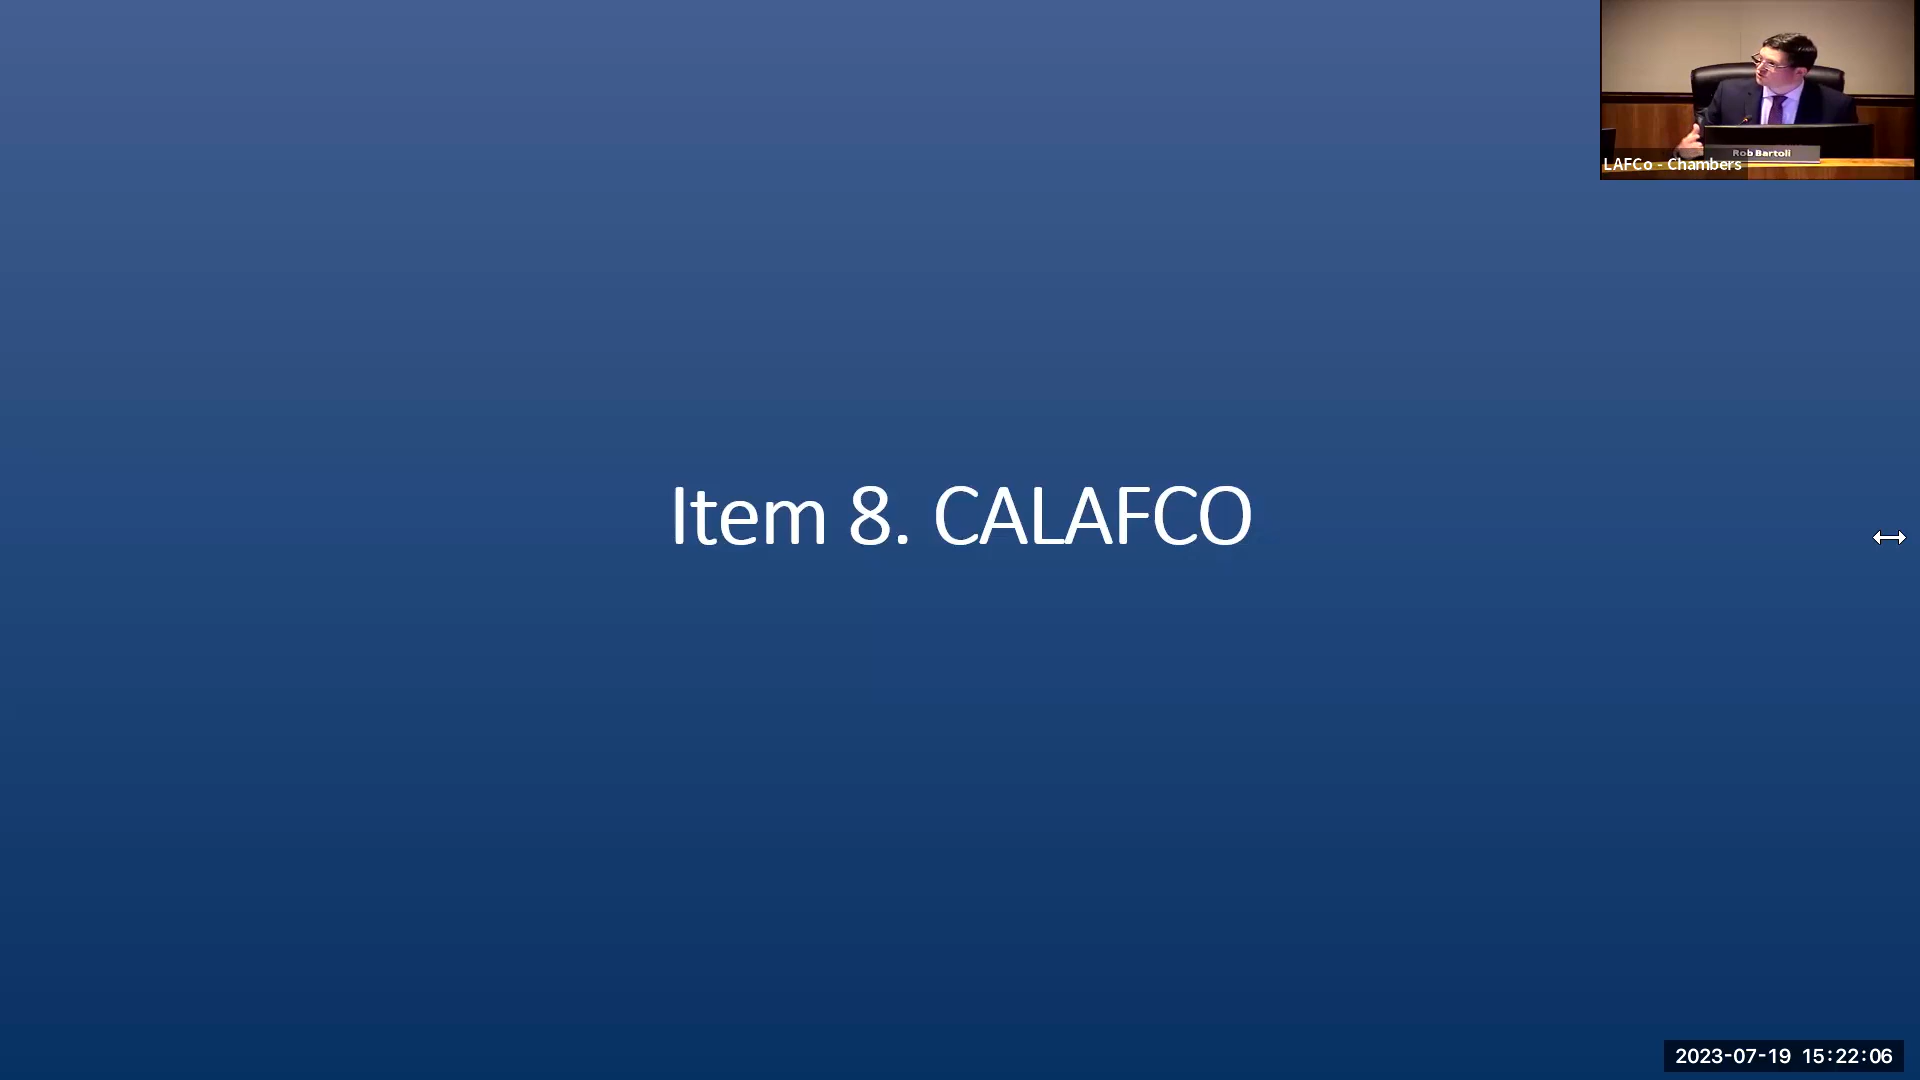 Rob Bartoli
LAFCo - Chambers
Item 8. CALAFCO
2023-07-19 15:22:06